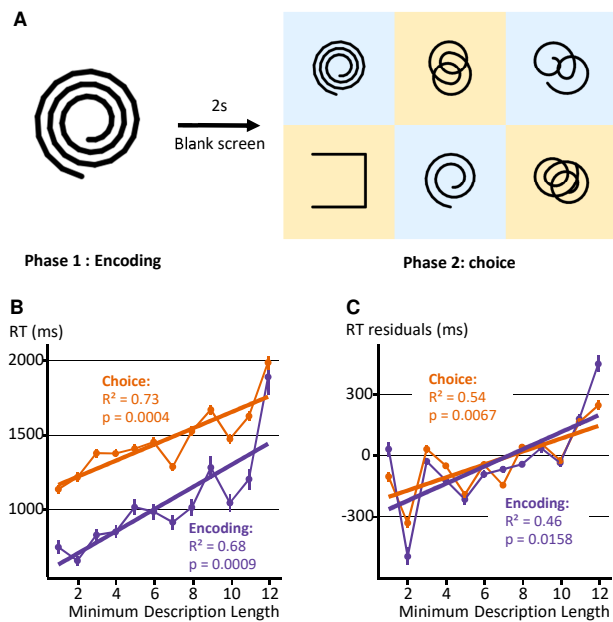 A
2s
Blank screen
Phase 1 : Encoding
Phase 2: choice
B
C
RT (ms)
RT residuals (ms)
2000
1500
1000
Choice:
R² = 0.73
p = 0.0004
Encoding:
R² = 0.68
p = 0.0009
2 4 6 8 10 12
Minimum Description Length
300
0
−300
Choice:
R² = 0.54
p = 0.0067
Encoding:
R² = 0.46
p = 0.0158
2 4 6 8 10 12
Minimum Description Length